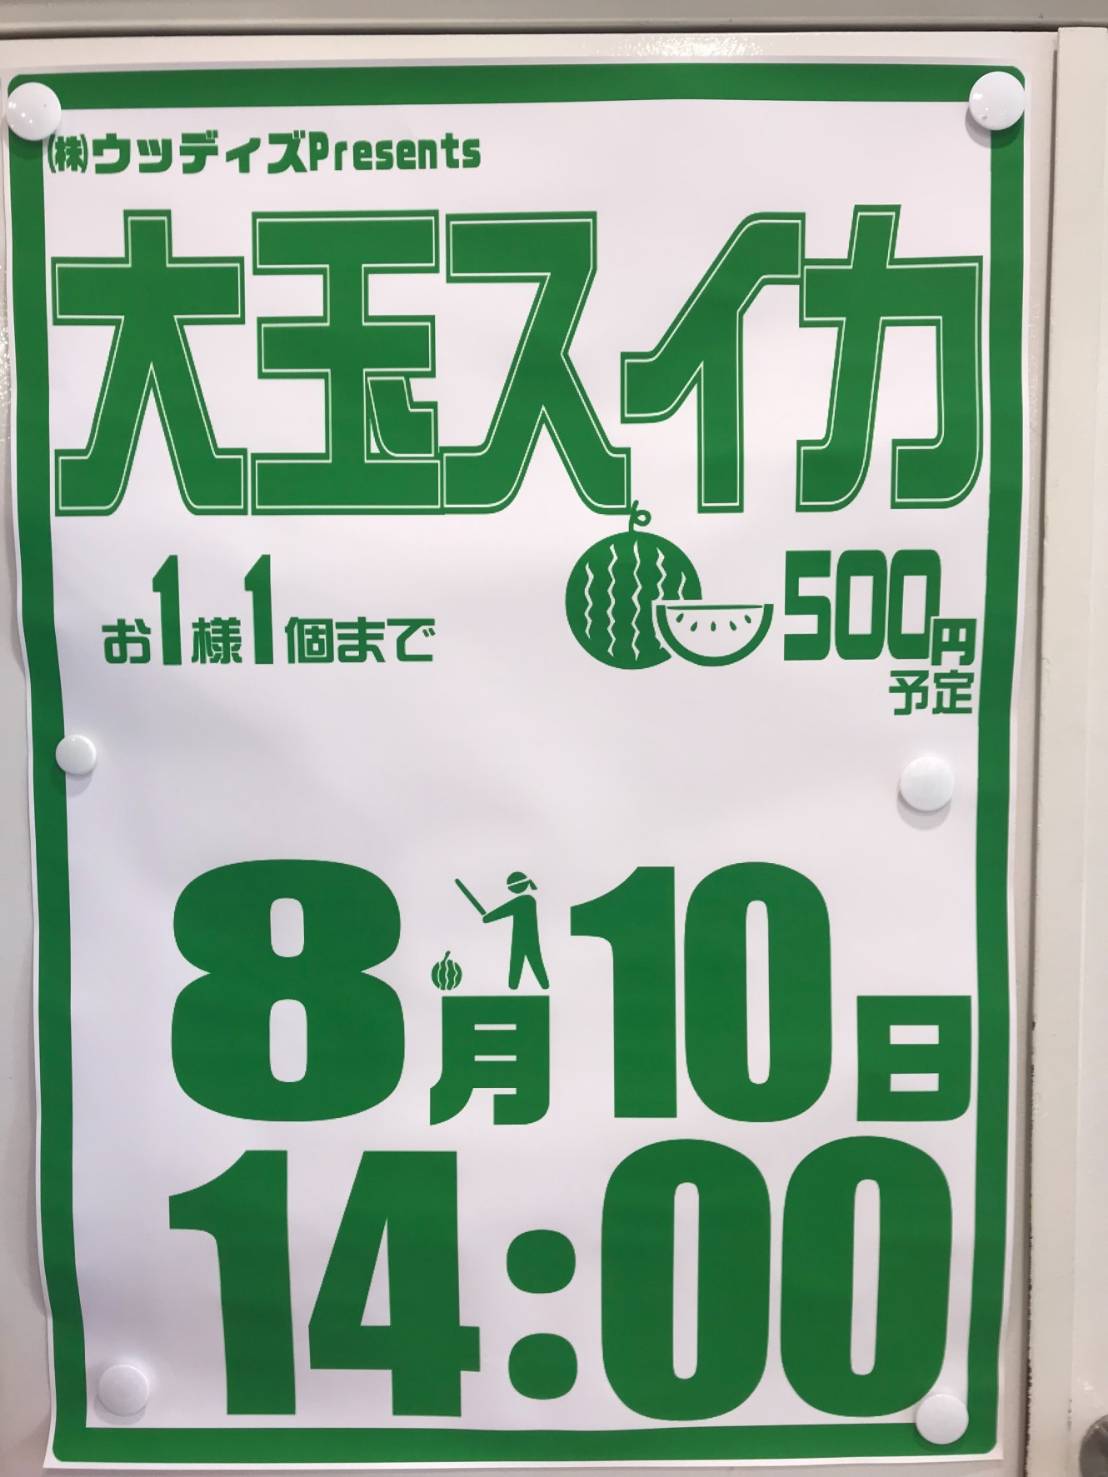 ㈱ウッディズPresents
大玉スイカ
お1様1個まで
500円
予定
8月10日
14:00